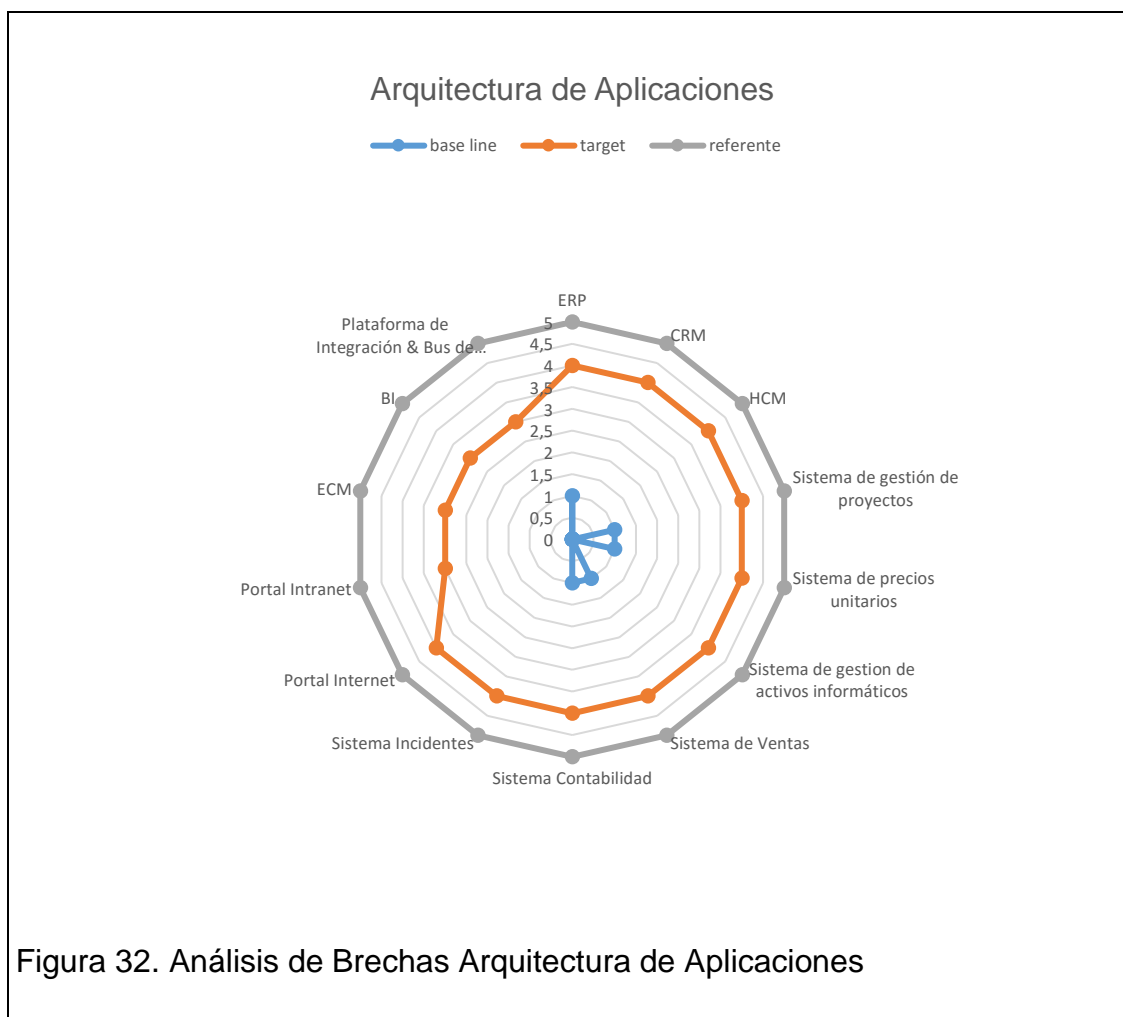 Arquitectura de Aplicaciones
base line
target
referente
ERP
CRM
HCM
Sistema de gestión de
proyectos
Sistema de precios
unitarios
Sistema de gestion de
activos informáticos
Sistema de Ventas
Sistema Contabilidad
Sistema Incidentes
Portal Internet
Portal Intranet
ECM
BI
Plataforma de
Integración & Bus de…
5
4,5
4
3,5
3
2,5
2
1,5
1
0,5
0
Figura 32. Análisis de Brechas Arquitectura de Aplicaciones